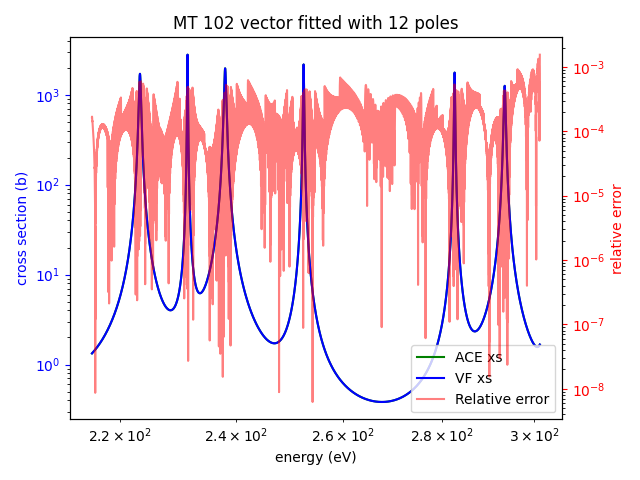 MT 102 vector fitted with 12 poles
cross section (b)
10³
10²
10¹
10⁰
10⁻³
10⁻⁴
10⁻⁵
10⁻⁶
10⁻⁷
10⁻⁸
relative error
ACE xs
VF xs
Relative error
2.2 × 10² 2.4 × 10² 2.6 × 10² 2.8 × 10² 3 × 10²
energy (eV)